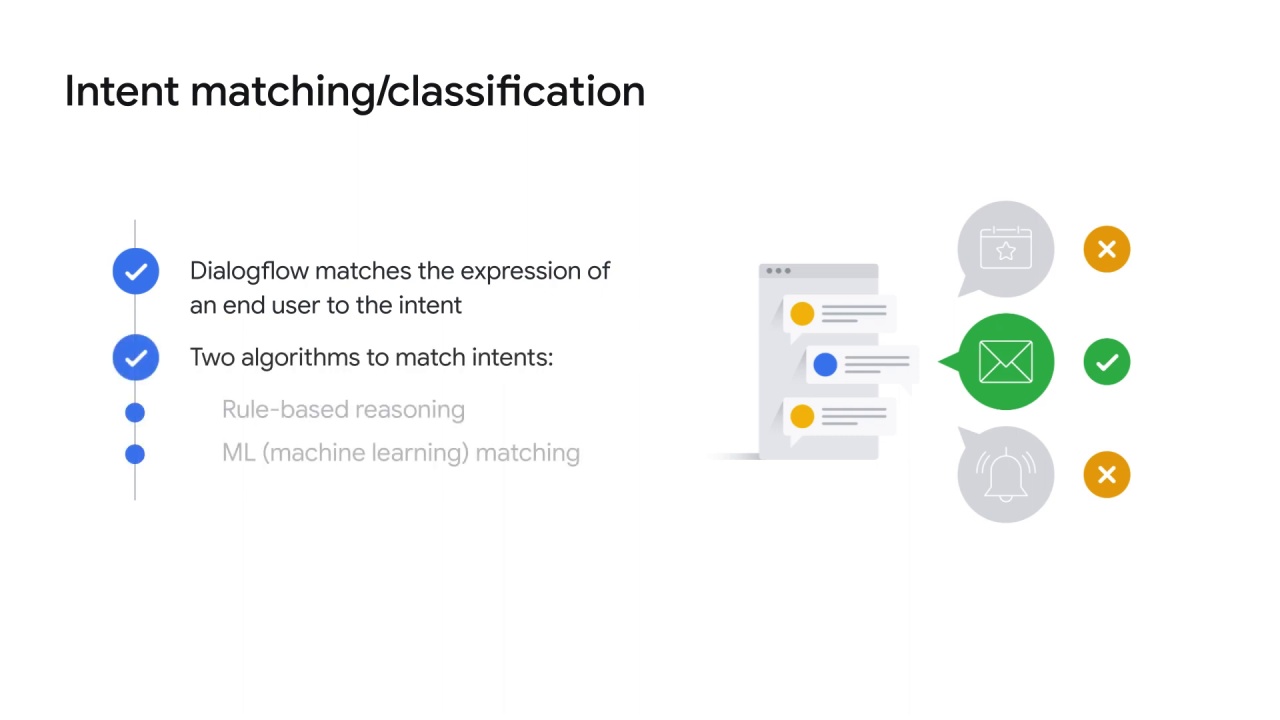 Intent matching/classification
Dialogflow matches the expression of
an end user to the intent
Two algorithms to match intents:
Rule-based reasoning
ML (machine learning) matching